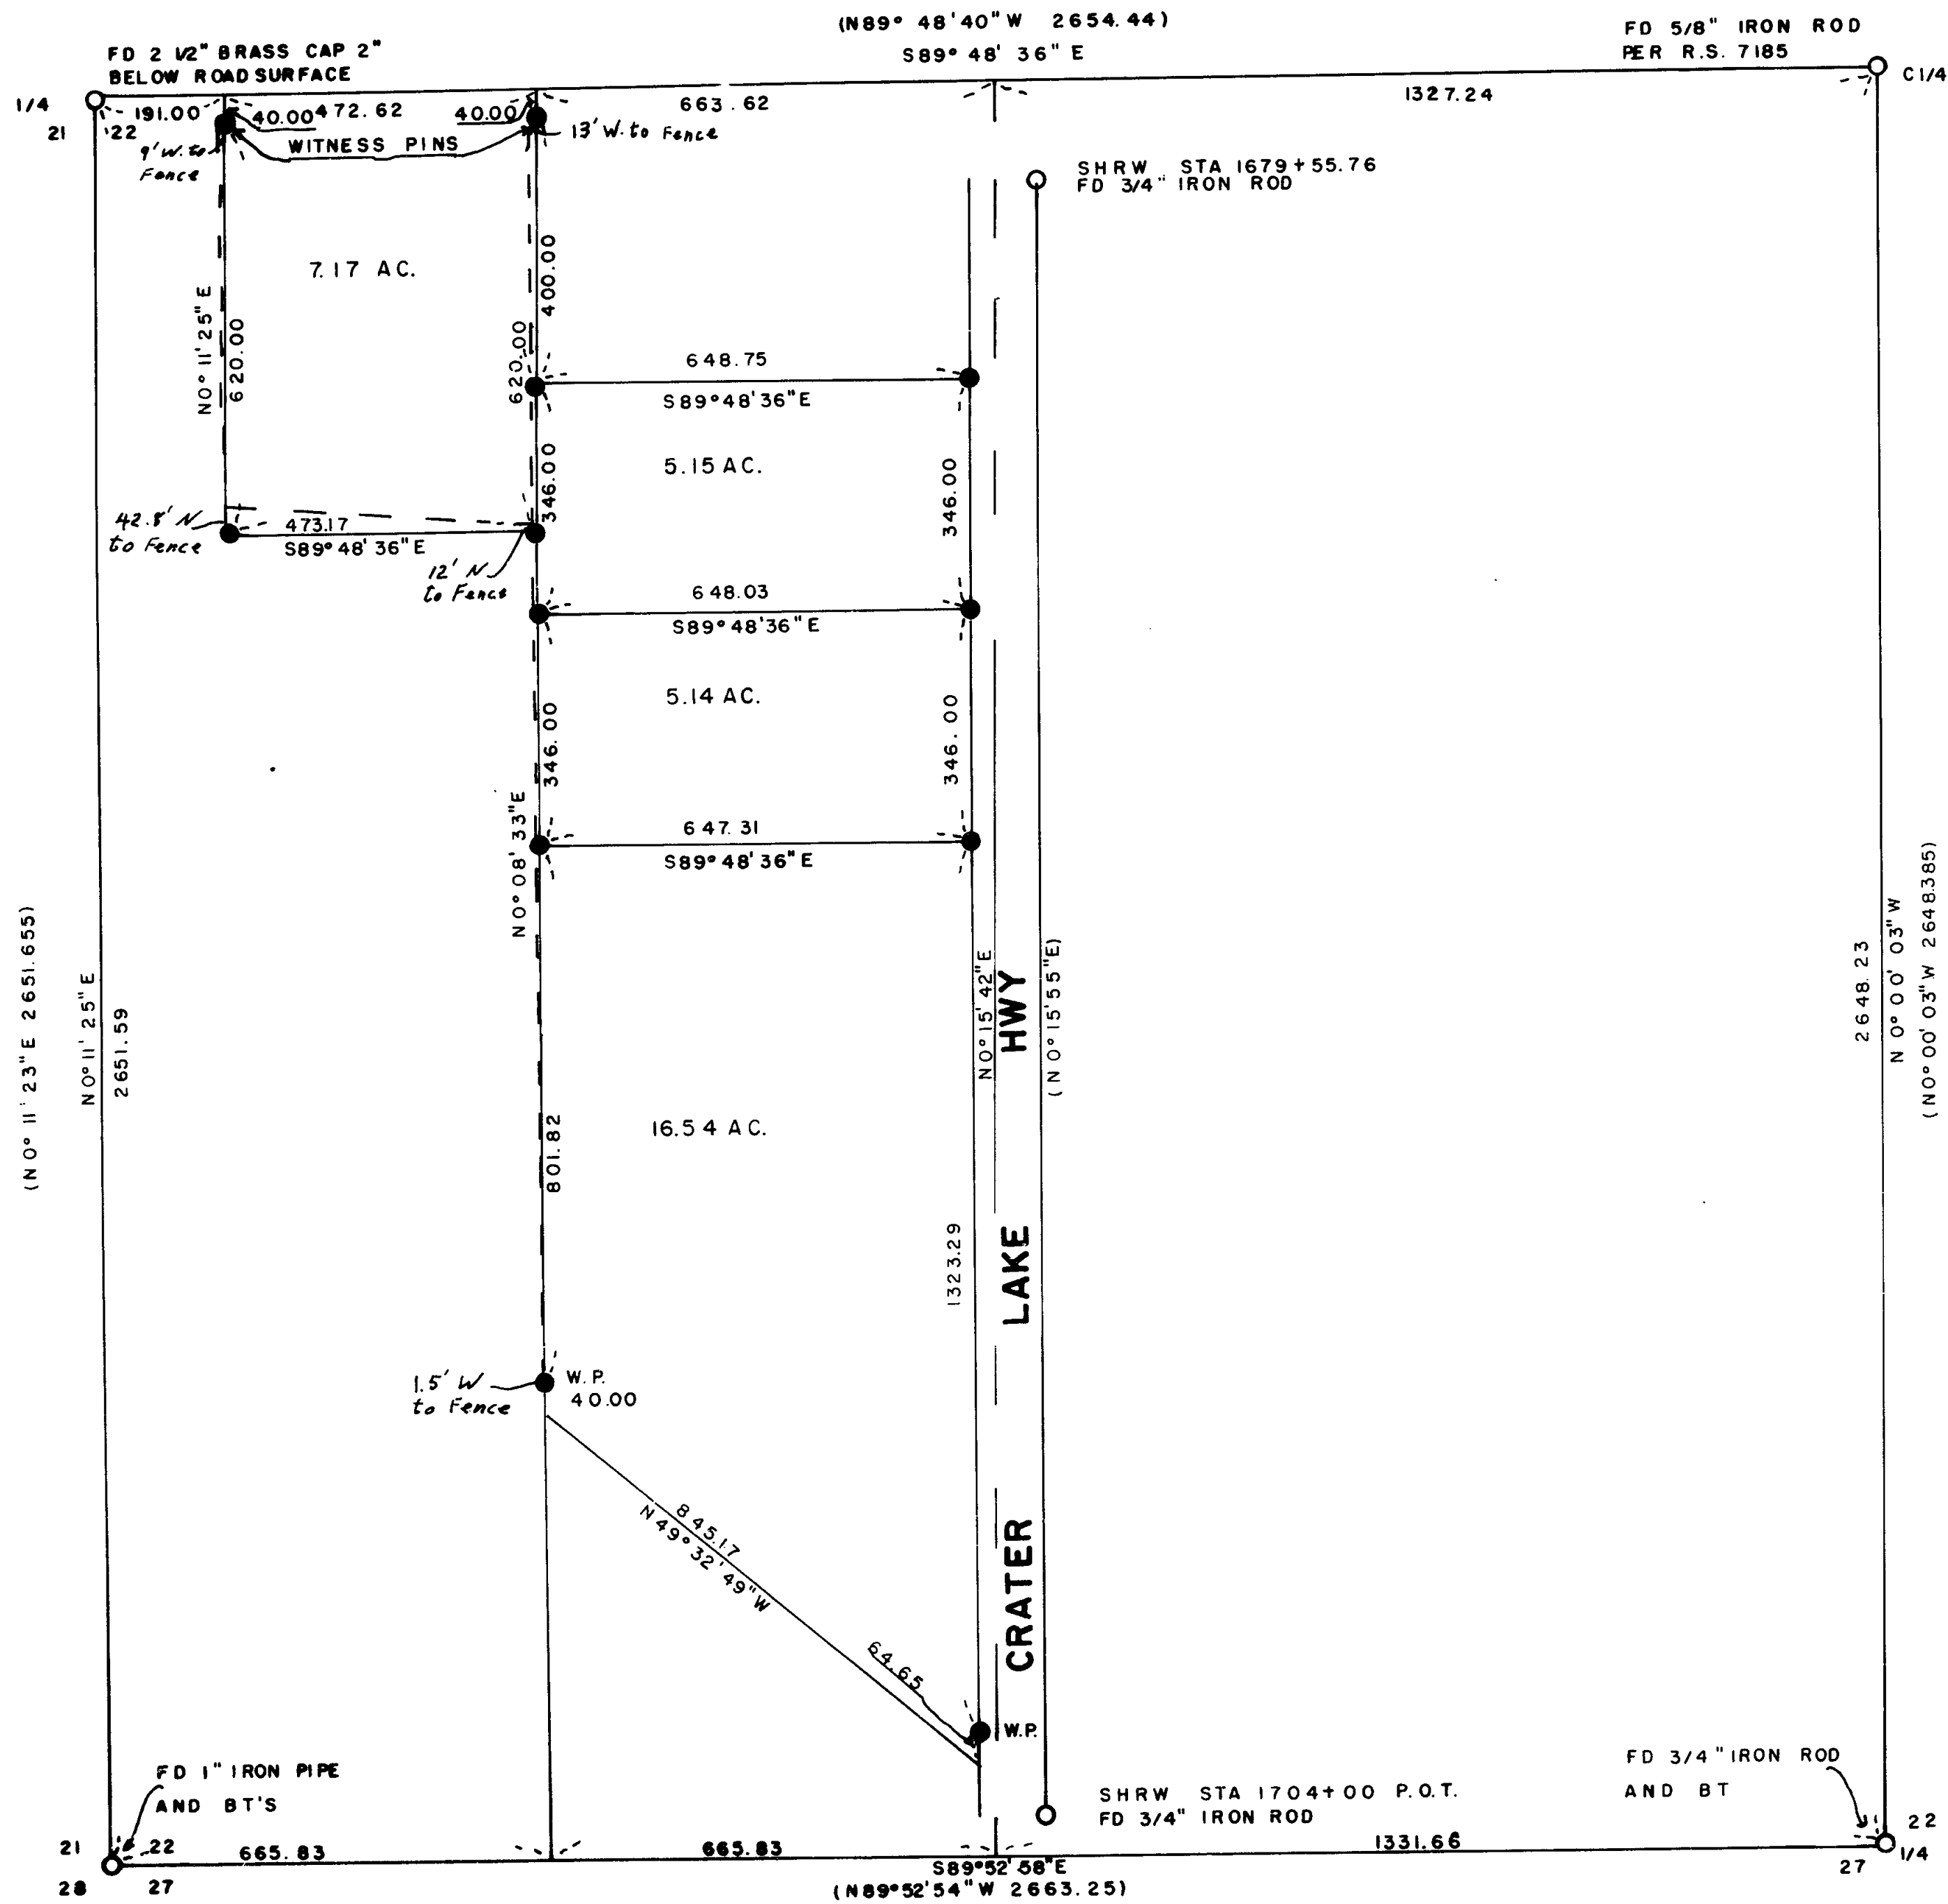 (N89° 48'40"W 2654.44)
S89° 48' 36" E
FD 2 1/2" BRASS CAP 2"
BELOW ROAD SURFACE
FD 5/8" IRON ROD
PER R.S. 7185
C1/4
1/4
21
22
191.00
40.00
472.62
40.00
663.62
1327.24
WITNESS PINS
9' W. to
Fence
13' W. to Fence
SHRW STA 1679+55.76
FD 3/4" IRON ROD
7.17 AC.
N0° 11' 25" E
620.00
400.00
620.00
648.75
S89°48'36"E
346.00
5.15 AC.
346.00
42.8' N
to Fence
473.17
S89°48'36"E
12' N
to Fence
648.03
S89°48'36"E
5.14 AC.
346.00
346.00
647.31
S89°48'36"E
N0°08'33"E
(N0° 11' 23"E 2651.655)
N0° 11' 25" E
2651.59
N0° 15' 42" E
HWY
(N0° 15' 55"E)
2648.23
N 0° 00' 03"W
(N0° 00' 03"W 2648.385)
801.82
16.54 AC.
1323.29
LAKE
1.5' W
to Fence
W.P.
40.00
845.17
N49°32'49"W
CRATER
64.65
W.P.
FD 1" IRON PIPE
AND BT'S
SHRW STA 1704+00 P.O.T.
FD 3/4" IRON ROD
FD 3/4" IRON ROD
AND BT
21
22
28
27
665.83
665.83
1331.66
S89°52'58"E
(N89°52'54"W 2663.25)
22
1/4
27